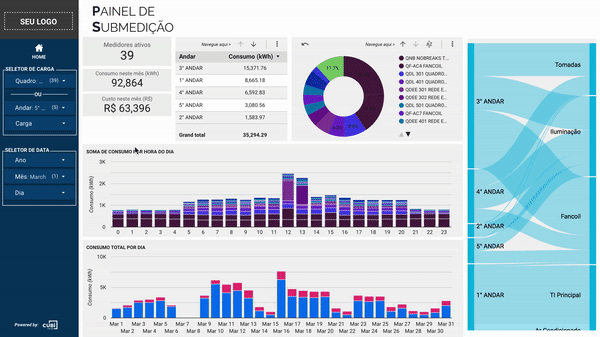 SEU LOGO
HOME
SELETOR DE CARGA
Quadro: ... (39)
OU
Andar: 5° ... (5)
Carga
SELETOR DE DATA
Ano
Mês: March (1)
Dia
Powered by: CUBi
PAINEL DE
SUBMEDIÇÃO
Medidores ativos
39
Consumo neste mês (kWh)
92,864
Custo neste mês (R$)
R$ 63,396
Navegue aqui >
Andar Consumo (kWh)
3° ANDAR 15,371.76
1° ANDAR 8,665.18
4° ANDAR 6,592.83
5° ANDAR 3,080.56
2° ANDAR 1,583.97
Grand total 35,294.29
Navegue aqui >
17.7%
QNB NOBREAKS T...
QF-AC4 FANCOIL
QDL 301 QUADRO...
QDEE 301 REDE E...
QDL 401 QUADRO...
QDEE 302 REDE E...
QDL 501 QUADRO...
QF-AC7 FANCOIL
QDEE 401 REDE E...
SOMA DE CONSUMO POR HORA DO DIA
Consumo (kWh)
3K
2K
1K
0
0 1 2 3 4 5 6 7 8 9 10 11 12 13 14 15 16 17 18 19 20 21 22 23
CONSUMO TOTAL POR DIA
Consumo (kWh)
10K
5K
0
Mar 1 Mar 3 Mar 5 Mar 7 Mar 9 Mar 11 Mar 13 Mar 15 Mar 17 Mar 19 Mar 21 Mar 23 Mar 25 Mar 27 Mar 29 Mar 31
Mar 2 Mar 4 Mar 6 Mar 8 Mar 10 Mar 12 Mar 14 Mar 16 Mar 18 Mar 20 Mar 22 Mar 24 Mar 26 Mar 28 Mar 30
3° ANDAR
4° ANDAR
2° ANDAR
5° ANDAR
1° ANDAR
Tomadas
Iluminação
Fancoil
TI Principal
Ar Condicionado